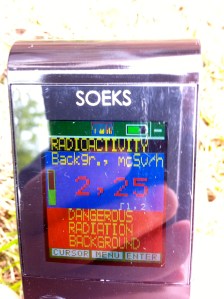 SOEKS
RADIOACTIVITY
Backgr., mcSv/h
2,25
DANGEROUS
RADIATION
BACKGROUND
CURSOR MENU ENTER